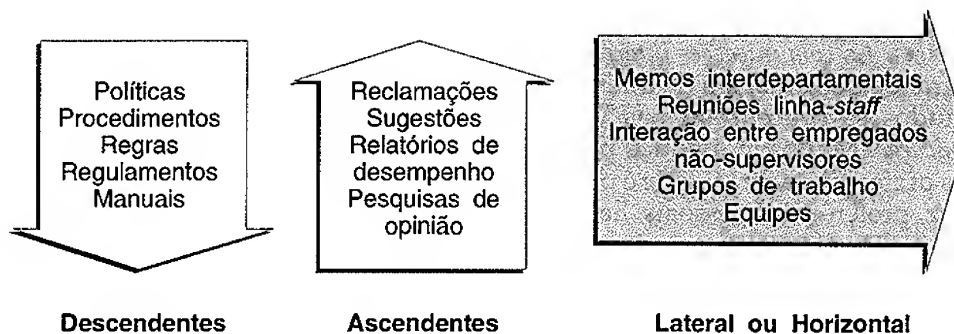 Políticas
Procedimentos
Regras
Regulamentos
Manuais
Descendentes
Reclamações
Sugestões
Relatórios de
desempenho
Pesquisas de
opinião
Ascendentes
Memos interdepartamentais
Reuniões linha-staff
Interação entre empregados
não-supervisores
Grupos de trabalho
Equipes
Lateral ou Horizontal